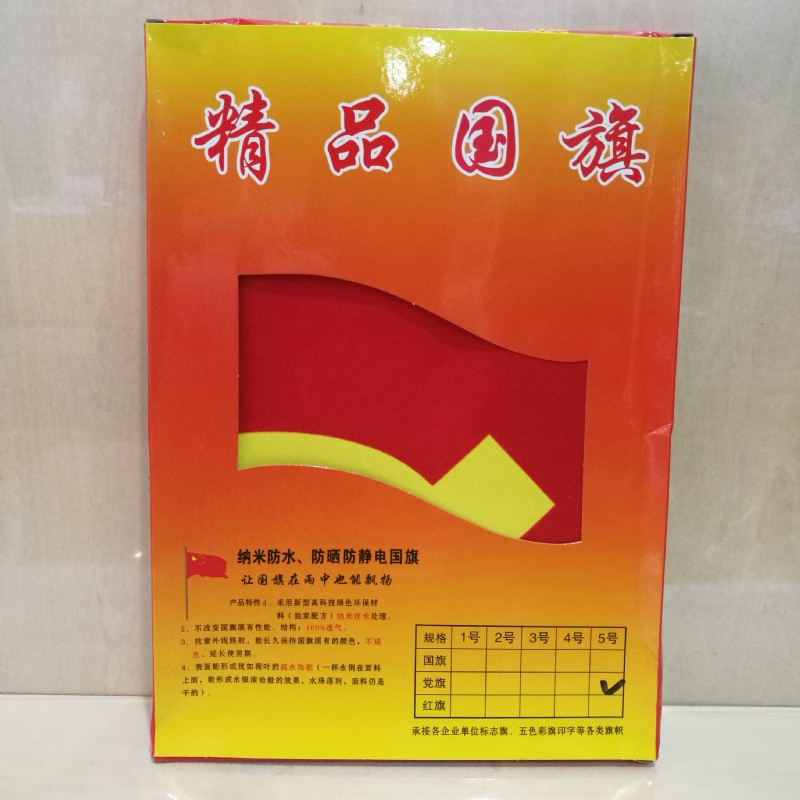 精品国旗
纳米防水、防晒防静电国旗
让国旗在雨中也能飘扬
产品特性:1、采用新型高科技绿色环保材
料(独家配方)纳米技术处理。
2、不改变国旗原有性能、结构;100%透气。
3、抗紫外线照射、能长久保持国旗原有的颜色、不褪
色、延长使用期。
4、表面能形成犹如荷叶的疏水功能(一杯水倒在面料
上面、能形成水银滚动般的效果、水珠落到、面料仍是
干的)。
规格 1号 2号 3号 4号 5号
国旗
党旗 ✓
红旗
承接各企业单位标志旗、五色彩旗印字等各类旗帜